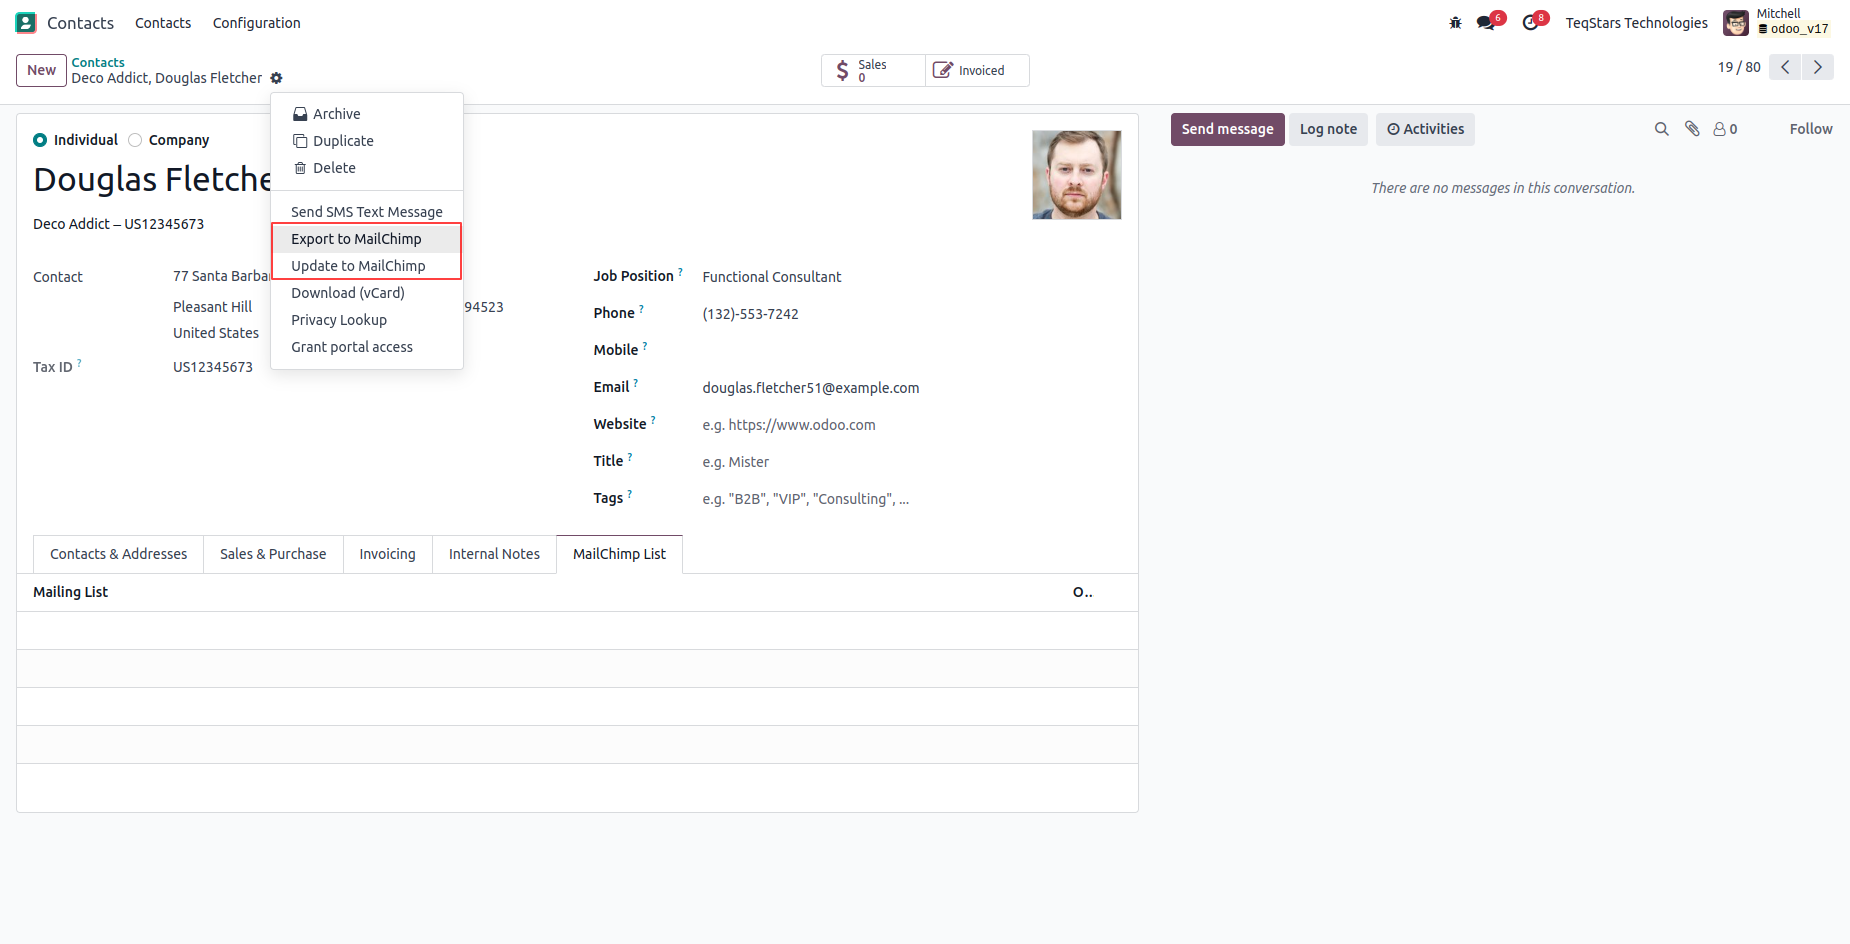 Contacts Contacts Configuration 6 8 TeqStars Technologies Mitchell
odoo_v17
New Contacts
Deco Addict, Douglas Fletcher
Sales
0
Invoiced
19 / 80
Archive
Duplicate
Delete
Send SMS Text Message
Export to MailChimp
Update to MailChimp
Download (vCard)
Privacy Lookup
Grant portal access
Individual Company
Douglas Fletche
Deco Addict – US12345673
Contact 77 Santa Barba
Pleasant Hill 94523
United States
Tax ID ? US12345673
Job Position ? Functional Consultant
Phone ? (132)-553-7242
Mobile ?
Email ? douglas.fletcher51@example.com
Website ? e.g. https://www.odoo.com
Title ? e.g. Mister
Tags ? e.g. "B2B", "VIP", "Consulting", ...
Contacts & Addresses Sales & Purchase Invoicing Internal Notes MailChimp List
Mailing List O..
Send message Log note Activities 0 Follow
There are no messages in this conversation.